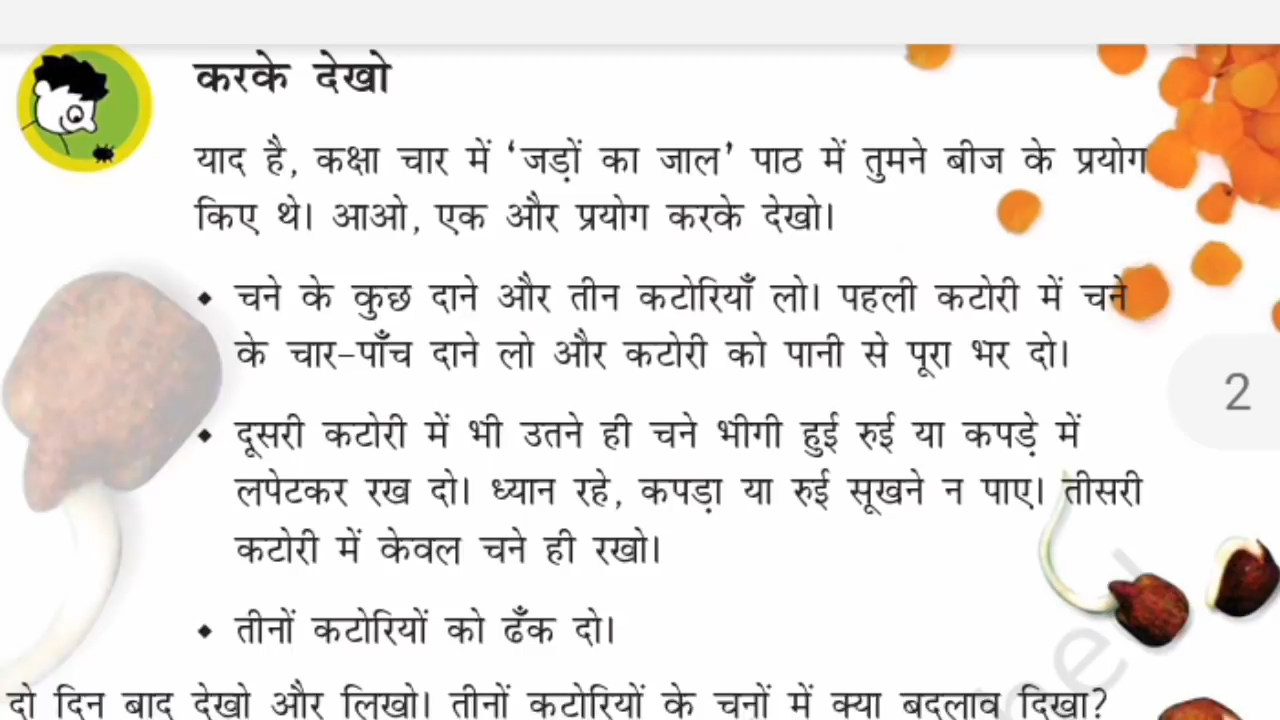 करके देखो
याद है, कक्षा चार में ‘जड़ों का जाल’ पाठ में तुमने बीज के प्रयोग
किए थे। आओ, एक और प्रयोग करके देखो।
• चने के कुछ दाने और तीन कटोरियाँ लो। पहली कटोरी में चने
के चार-पाँच दाने लो और कटोरी को पानी से पूरा भर दो।
2
• दूसरी कटोरी में भी उतने ही चने भीगी हुई रुई या कपड़े में
लपेटकर रख दो। ध्यान रहे, कपड़ा या रुई सूखने न पाए। तीसरी
कटोरी में केवल चने ही रखो।
• तीनों कटोरियों को ढँक दो।
दो दिन बाद देखो और लिखो। तीनों कटोरियों के चनों में क्या बदलाव दिखा?